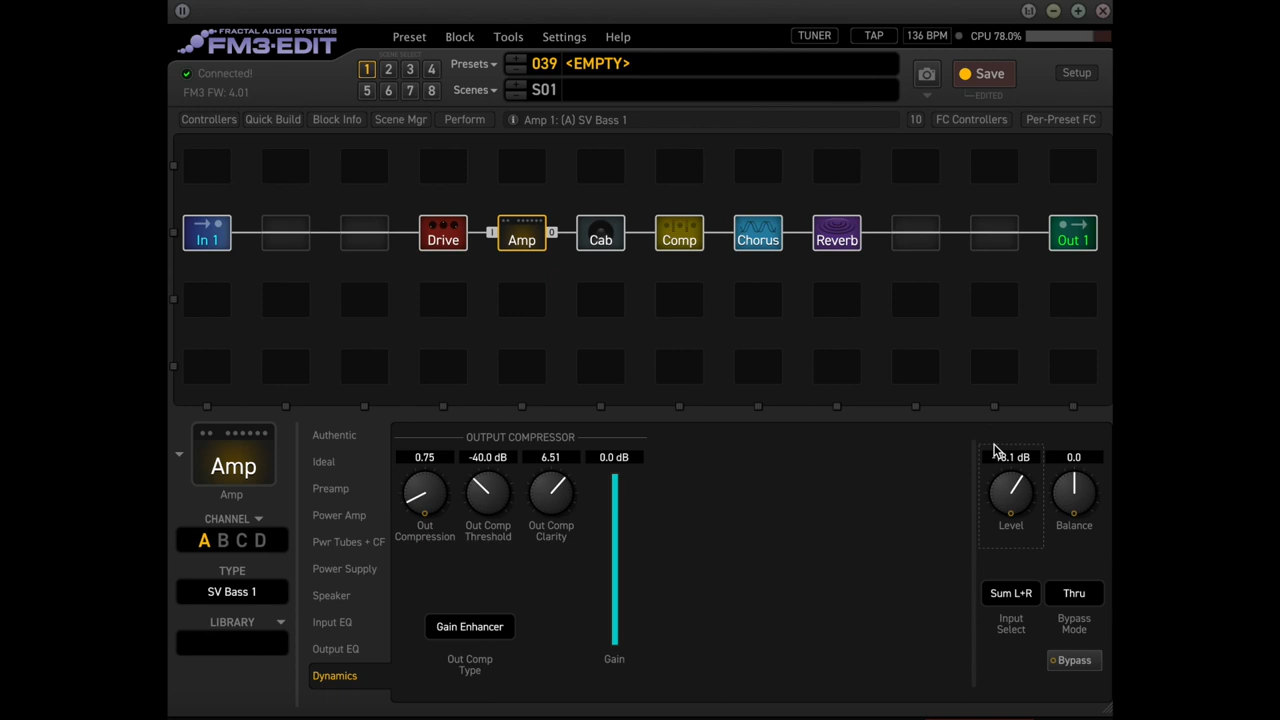 FRACTAL AUDIO SYSTEMS
FM3-EDIT
Preset Block Tools Settings Help
TUNER TAP 136 BPM CPU 78.0%
Connected!
FM3 FW: 4.01
SCENE SELECT
1 2 3 4
5 6 7 8
Presets 039 <EMPTY>
Scenes S01
Save
EDITED
Setup
Controllers Quick Build Block Info Scene Mgr Perform Amp 1: (A) SV Bass 1 10 FC Controllers Per-Preset FC
In 1 Drive I Amp O Cab Comp Chorus Reverb Out 1
Amp
Amp
CHANNEL
A B C D
TYPE
SV Bass 1
LIBRARY
Authentic
Ideal
Preamp
Power Amp
Pwr Tubes + CF
Power Supply
Speaker
Input EQ
Output EQ
Dynamics
OUTPUT COMPRESSOR
0.75 -40.0 dB 6.51 0.0 dB
Out Compression
Out Comp Threshold
Out Comp Clarity
Gain Enhancer
Out Comp Type
Gain
dB 0.0
Level Balance
Sum L+R Thru
Input Select
Bypass Mode
Bypass